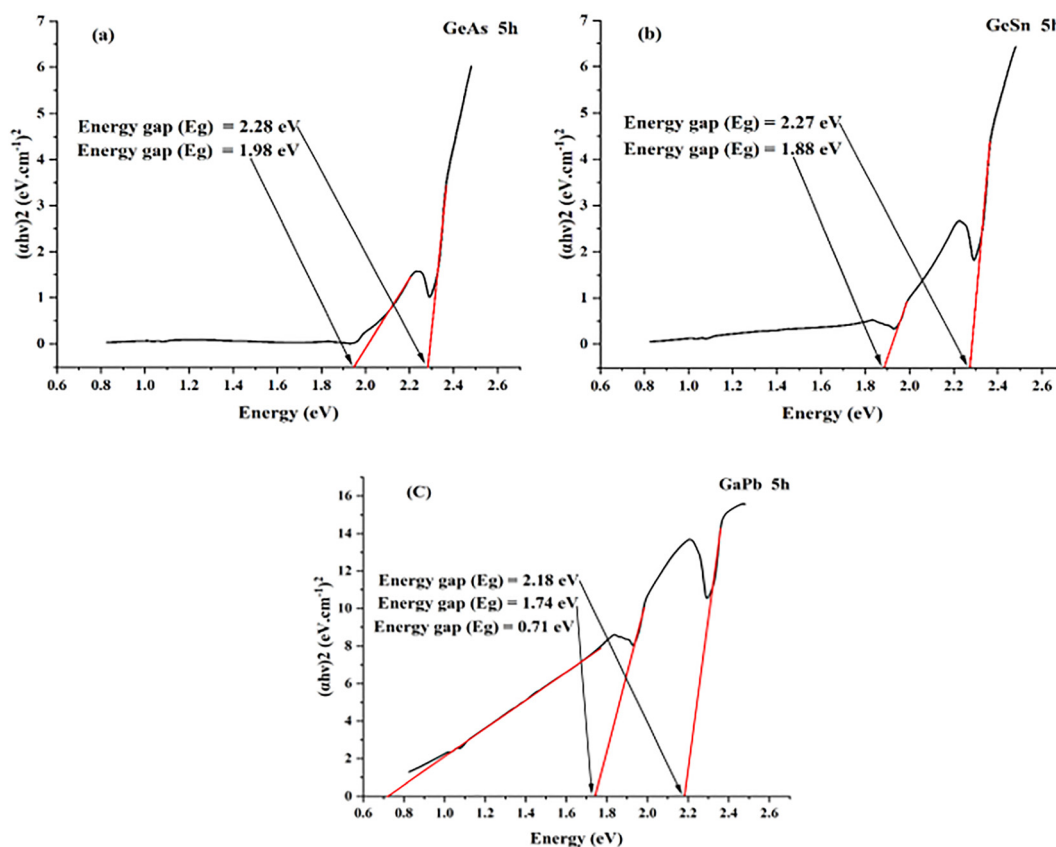 (a)
GeAs 5h
Energy gap (Eg) = 2.28 eV
Energy gap (Eg) = 1.98 eV
(αhν)2 (eV.cm⁻¹)²
7
6
5
4
3
2
1
0
0.6 0.8 1.0 1.2 1.4 1.6 1.8 2.0 2.2 2.4 2.6
Energy (eV)
(b)
GeSn 5h
Energy gap (Eg) = 2.27 eV
Energy gap (Eg) = 1.88 eV
(αhν)2 (eV.cm⁻¹)²
7
6
5
4
3
2
1
0
0.6 0.8 1.0 1.2 1.4 1.6 1.8 2.0 2.2 2.4 2.6
Energy (eV)
(C)
GaPb 5h
Energy gap (Eg) = 2.18 eV
Energy gap (Eg) = 1.74 eV
Energy gap (Eg) = 0.71 eV
(αhν)2 (eV.cm⁻¹)²
16
14
12
10
8
6
4
2
0
0.6 0.8 1.0 1.2 1.4 1.6 1.8 2.0 2.2 2.4 2.6
Energy (eV)